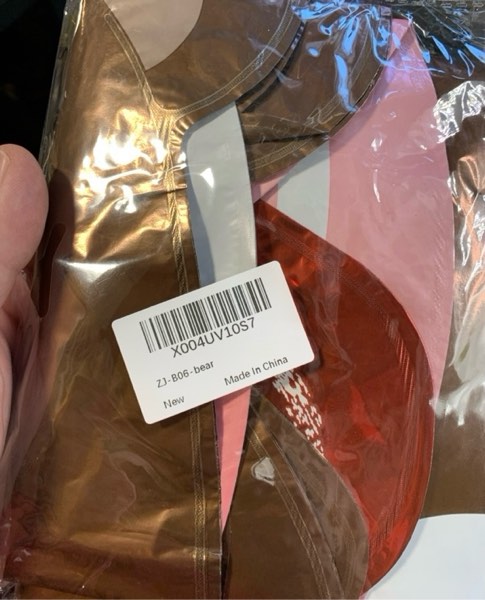 X004UV10S7
ZJ-B06-bear
Made in China
New